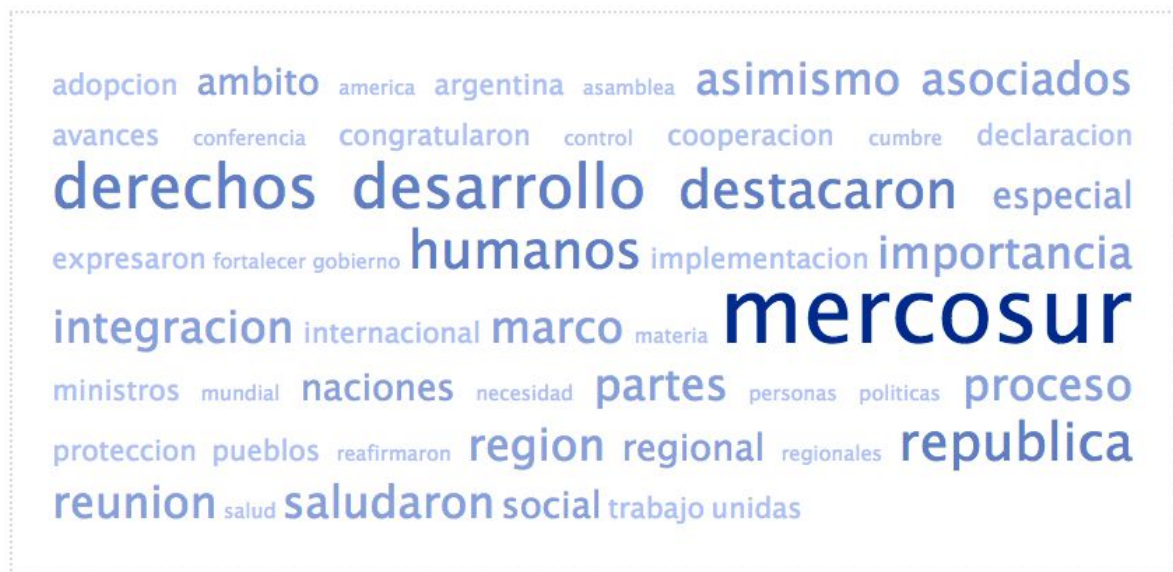 adopcion ambito america argentina asamblea asimismo asociados
avances conferencia congratularon control cooperacion cumbre declaracion
derechos desarrollo destacaron especial
expresaron fortalecer gobierno humanos implementacion importancia
integracion internacional marco materia mercosur
ministros mundial naciones necesidad partes personas politicas proceso
proteccion pueblos reafirmaron region regional regionales republica
reunion salud saludaron social trabajo unidas